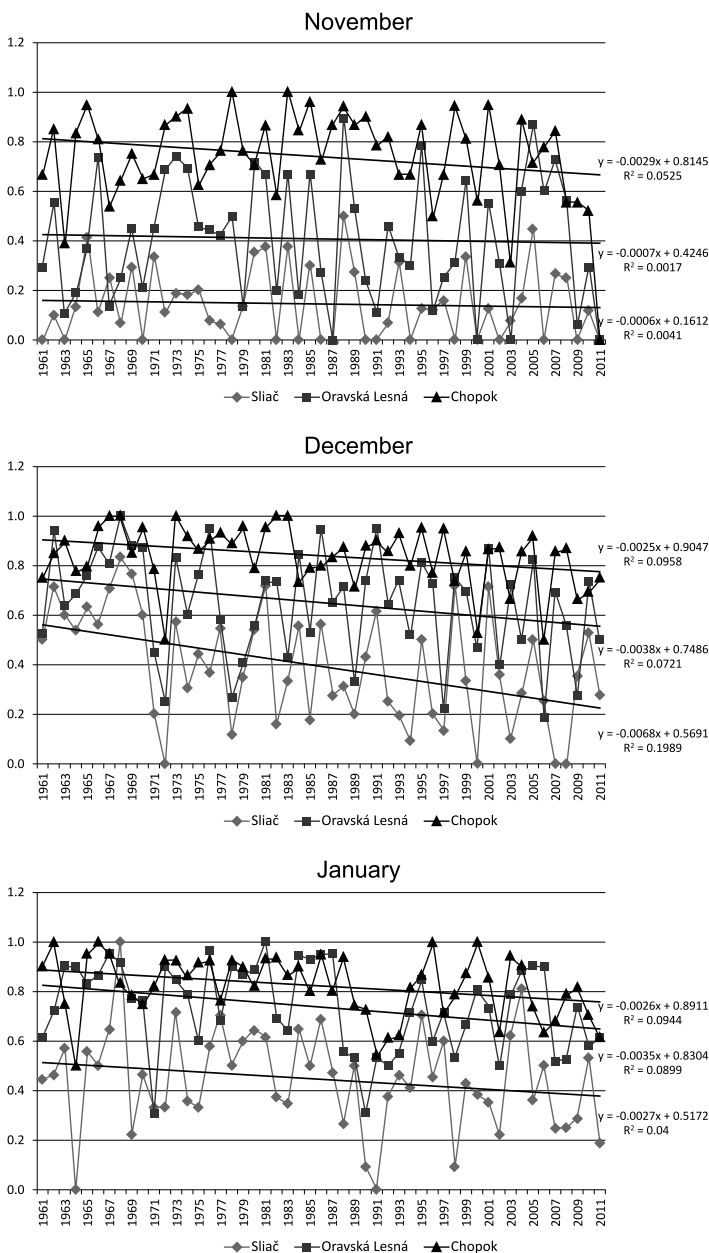 November
1.2
1.0
0.8
0.6
0.4
0.2
0.0
y = -0.0029x + 0.8145
R² = 0.0525
y = -0.0007x + 0.4246
R² = 0.0017
y = -0.0006x + 0.1612
R² = 0.0041
1961 1963 1965 1967 1969 1971 1973 1975 1977 1979 1981 1983 1985 1987 1989 1991 1993 1995 1997 1999 2001 2003 2005 2007 2009 2011
Sliač Oravská Lesná Chopok
December
1.2
1.0
0.8
0.6
0.4
0.2
0.0
y = -0.0025x + 0.9047
R² = 0.0958
y = -0.0038x + 0.7486
R² = 0.0721
y = -0.0068x + 0.5691
R² = 0.1989
1961 1963 1965 1967 1969 1971 1973 1975 1977 1979 1981 1983 1985 1987 1989 1991 1993 1995 1997 1999 2001 2003 2005 2007 2009 2011
Sliač Oravská Lesná Chopok
January
1.2
1.0
0.8
0.6
0.4
0.2
0.0
y = -0.0026x + 0.8911
R² = 0.0944
y = -0.0035x + 0.8304
R² = 0.0899
y = -0.0027x + 0.5172
R² = 0.04
1961 1963 1965 1967 1969 1971 1973 1975 1977 1979 1981 1983 1985 1987 1989 1991 1993 1995 1997 1999 2001 2003 2005 2007 2009 2011
Sliač Oravská Lesná Chopok